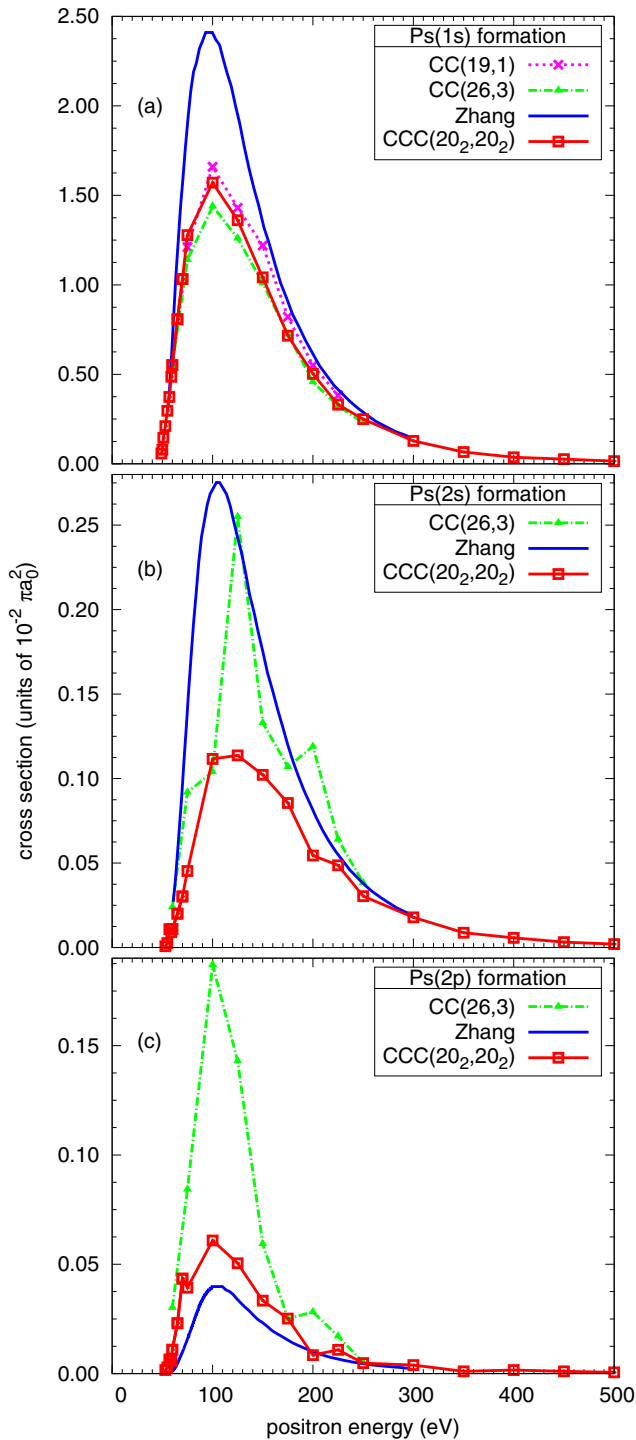 2.50
2.00
1.50
1.00
0.50
0.00
(a)
Ps(1s) formation
CC(19,1)
CC(26,3)
Zhang
CCC(20₂,20₂)
0.25
0.20
0.15
0.10
0.05
0.00
(b)
Ps(2s) formation
CC(26,3)
Zhang
CCC(20₂,20₂)
cross section (units of 10⁻² πa₀²)
0.15
0.10
0.05
0.00
(c)
Ps(2p) formation
CC(26,3)
Zhang
CCC(20₂,20₂)
0 100 200 300 400 500
positron energy (eV)